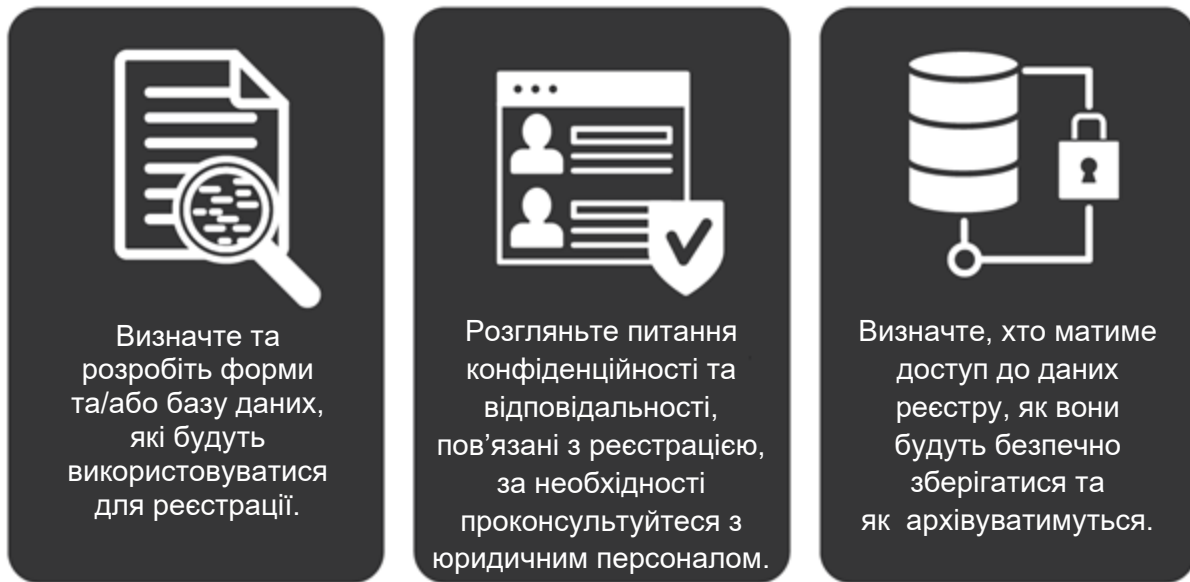 Визначте та
розробіть форми
та/або базу даних,
які будуть
використовуватися
для реєстрації.
Розгляньте питання
конфіденційності та
відповідальності,
пов’язані з реєстрацією,
за необхідності
проконсультуйтеся з
юридичним персоналом.
Визначте, хто матиме
доступ до даних
реєстру, як вони
будуть безпечно
зберігатися та
як архівуватимуться.